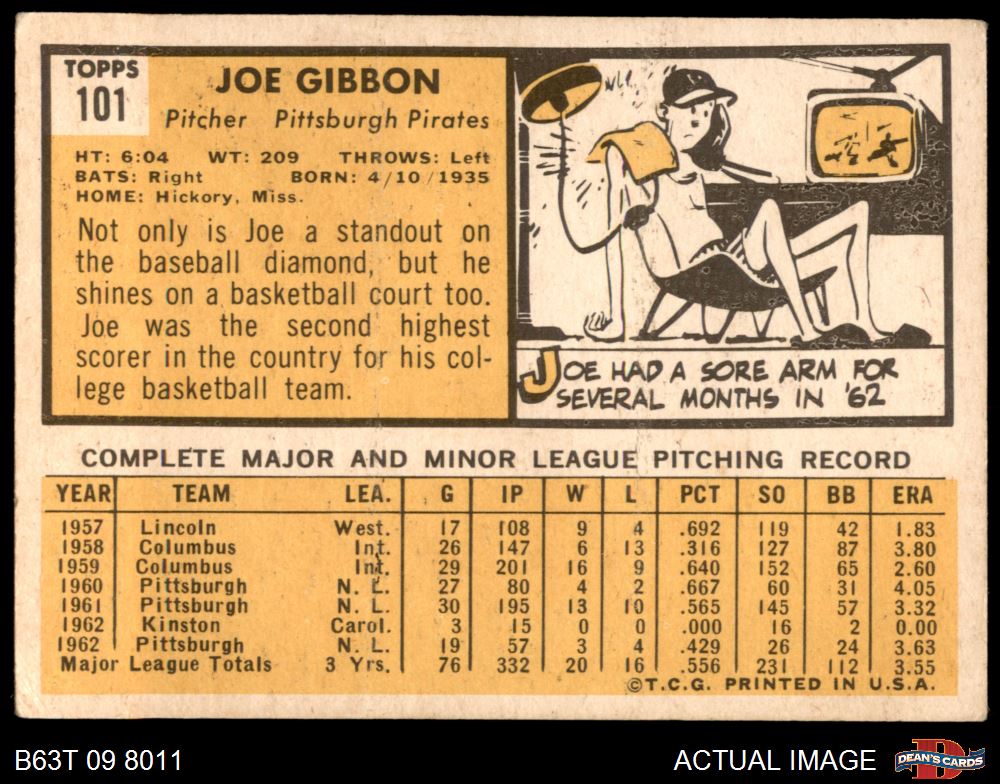 TOPPS
101
JOE GIBBON
Pitcher Pittsburgh Pirates
HT: 6:04 WT: 209 THROWS: Left
BATS: Right BORN: 4/10/1935
HOME: Hickory, Miss.
Not only is Joe a standout on
the baseball diamond, but he
shines on a basketball court too.
Joe was the second highest
scorer in the country for his col-
lege basketball team.
JOE HAD A SORE ARM FOR
SEVERAL MONTHS IN '62
COMPLETE MAJOR AND MINOR LEAGUE PITCHING RECORD
YEAR TEAM LEA. G IP W L PCT SO BB ERA
1957 Lincoln West. 17 108 9 4 .692 119 42 1.83
1958 Columbus Int. 26 147 6 13 .316 127 87 3.80
1959 Columbus Int. 29 201 16 9 .640 152 65 2.60
1960 Pittsburgh N. L. 27 80 4 2 .667 60 31 4.05
1961 Pittsburgh N. L. 30 195 13 10 .565 145 57 3.32
1962 Kinston Carol. 3 15 0 0 .000 16 2 0.00
1962 Pittsburgh N. L. 19 57 3 4 .429 26 24 3.63
Major League Totals 3 Yrs. 76 332 20 16 .556 231 112 3.55
©T.C.G. PRINTED IN U.S.A.
B63T 09 8011
ACTUAL IMAGE
D
DEAN'S CARDS